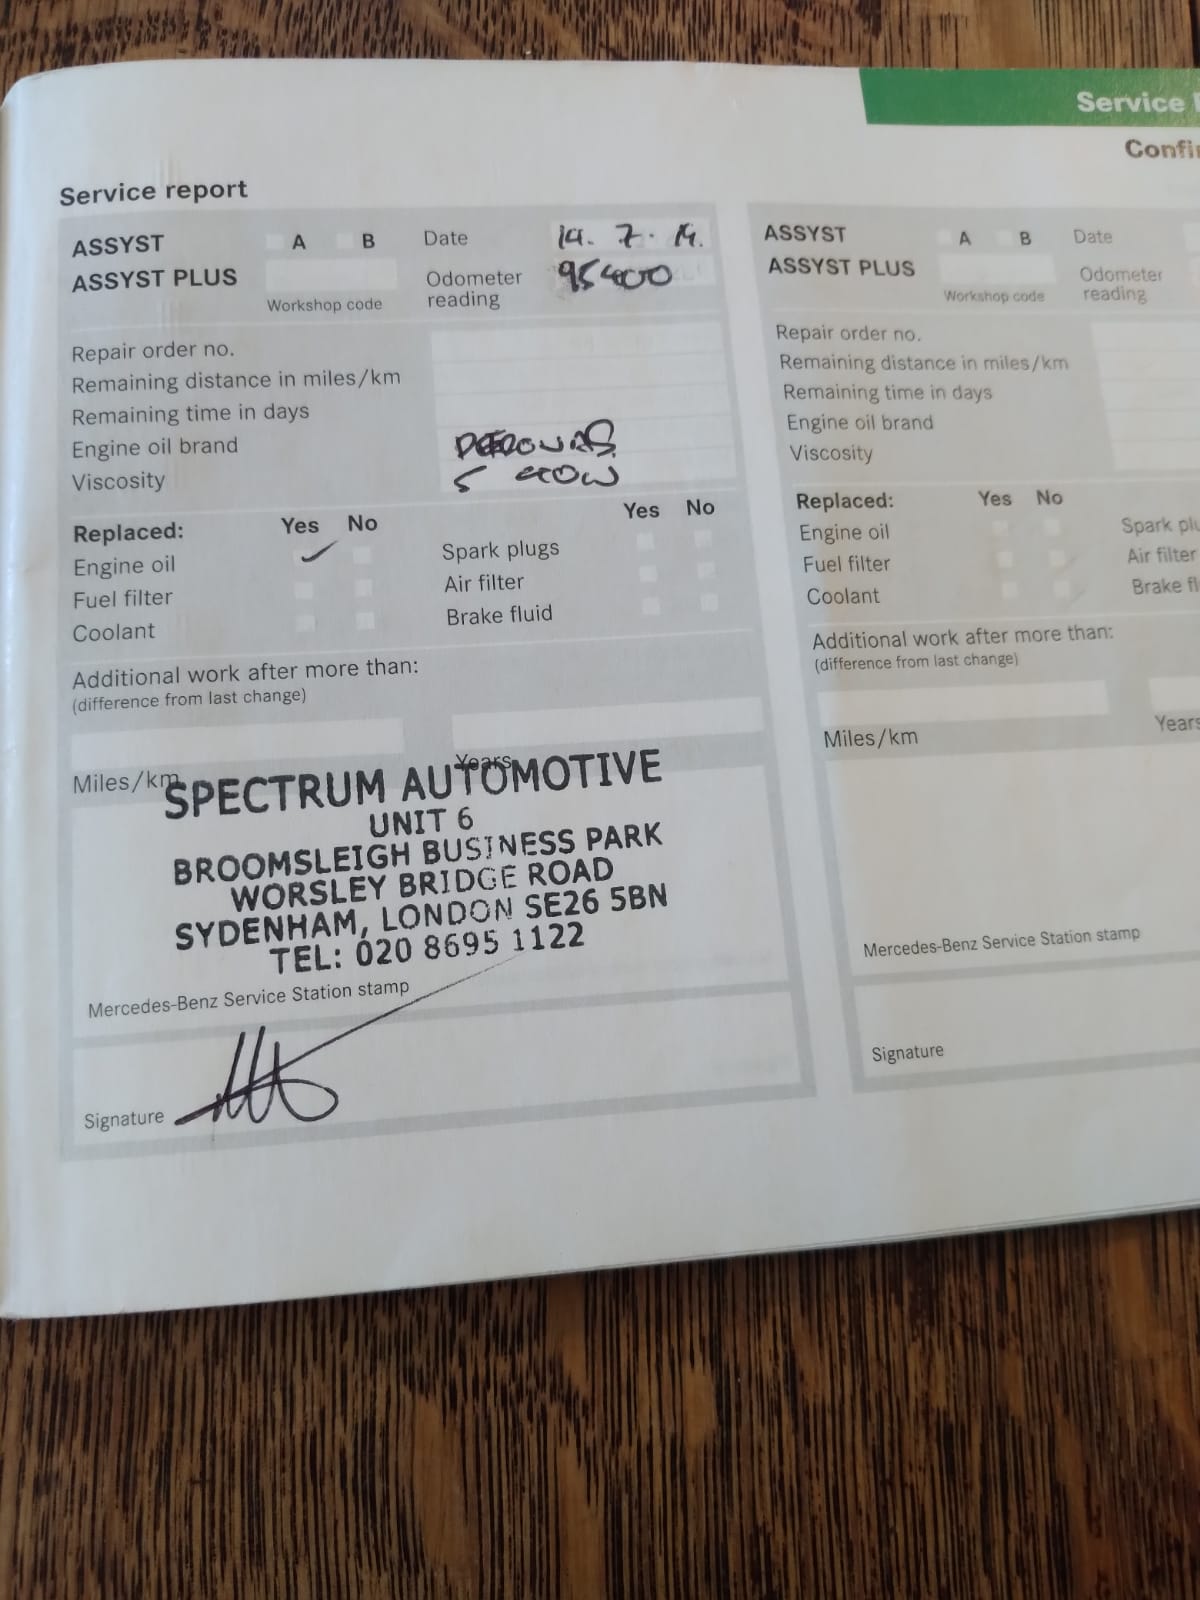 Service
Confi
Service report
ASSYST A B Date 19. 7. 19.
ASSYST PLUS Odometer reading 95400
Workshop code
Repair order no.
Remaining distance in miles/km
Remaining time in days
Engine oil brand PETRONAS
Viscosity 5 40W
Replaced: Yes No Yes No
Engine oil Spark plugs
Fuel filter Air filter
Coolant Brake fluid
Additional work after more than:
(difference from last change)
Miles/km Years
SPECTRUM AUTOMOTIVE
UNIT 6
BROOMSLEIGH BUSINESS PARK
WORSLEY BRIDGE ROAD
SYDENHAM, LONDON SE26 5BN
TEL: 020 8695 1122
Mercedes-Benz Service Station stamp
Signature
ASSYST A B Date
ASSYST PLUS Odometer reading
Workshop code
Repair order no.
Remaining distance in miles/km
Remaining time in days
Engine oil brand
Viscosity
Replaced: Yes No
Engine oil Spark plu
Fuel filter Air filter
Coolant Brake fl
Additional work after more than:
(difference from last change)
Miles/km Years
Mercedes-Benz Service Station stamp
Signature